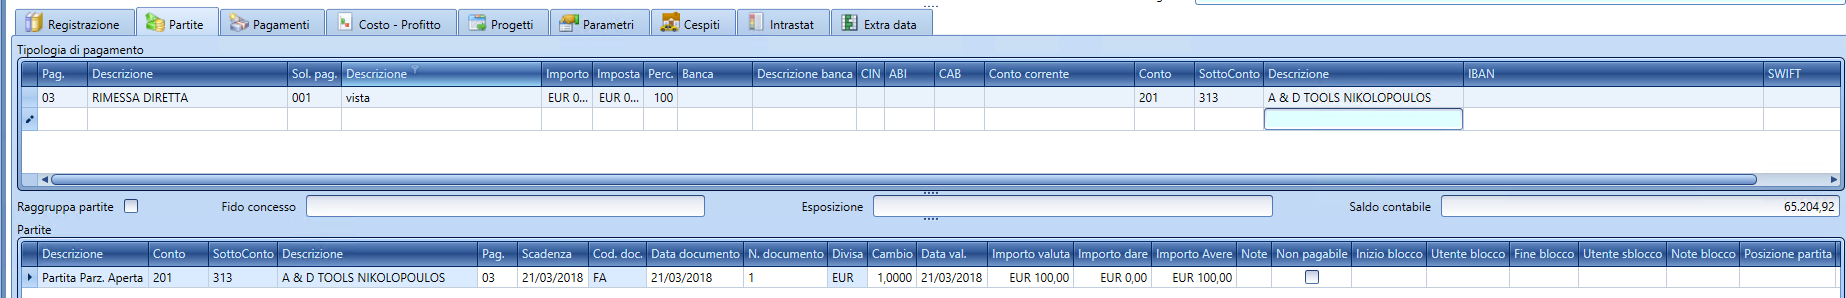 Registrazione Partite Pagamenti Costo - Profitto Progetti Parametri Cespiti Intrastat Extra data
Tipologia di pagamento
Pag. Descrizione Sol. pag. Descrizione Importo Imposta Perc. Banca Descrizione banca CIN ABI CAB Conto corrente Conto SottoConto Descrizione IBAN SWIFT
03 RIMESSA DIRETTA 001 vista EUR 0... EUR 0... 100 201 313 A & D TOOLS NIKOLOPOULOS
Raggruppa partite Fido concesso Esposizione Saldo contabile 65.204,92
Partite
Descrizione Conto SottoConto Descrizione Pag. Scadenza Cod. doc. Data documento N. documento Divisa Cambio Data val. Importo valuta Importo dare Importo Avere Note Non pagabile Inizio blocco Utente blocco Fine blocco Utente sblocco Note blocco Posizione partita
Partita Parz. Aperta 201 313 A & D TOOLS NIKOLOPOULOS 03 21/03/2018 FA 21/03/2018 1 EUR 1,0000 21/03/2018 EUR 100,00 EUR 0,00 EUR 100,00